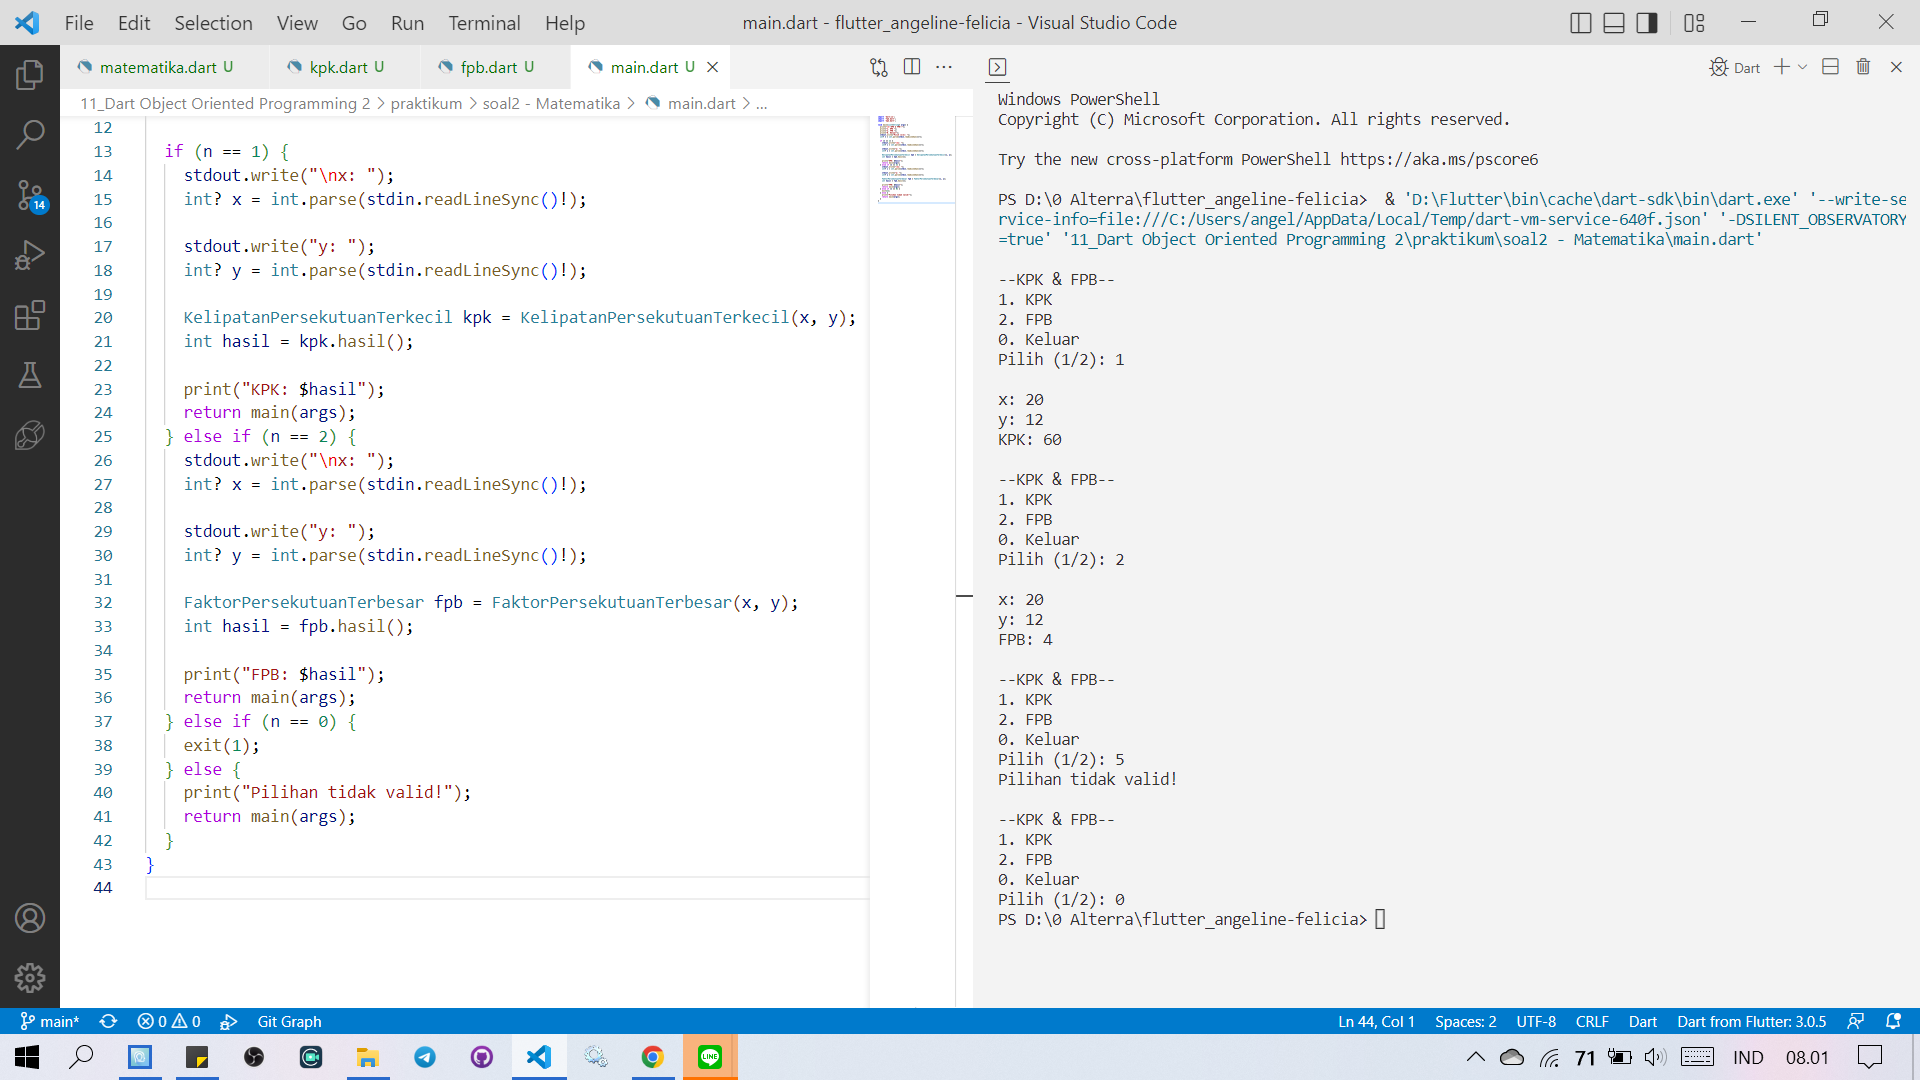 File Edit Selection View Go Run Terminal Help
main.dart - flutter_angeline-felicia - Visual Studio Code
matematika.dart U
kpk.dart U
fpb.dart U
main.dart U
11_Dart Object Oriented Programming 2 > praktikum > soal2 - Matematika > main.dart > ...
12
13 if (n == 1) {
14 stdout.write("\nx: ");
15 int? x = int.parse(stdin.readLineSync()!);
16
17 stdout.write("y: ");
18 int? y = int.parse(stdin.readLineSync()!);
19
20 KelipatanPersekutuanTerkecil kpk = KelipatanPersekutuanTerkecil(x, y);
21 int hasil = kpk.hasil();
22
23 print("KPK: $hasil");
24 return main(args);
25 } else if (n == 2) {
26 stdout.write("\nx: ");
27 int? x = int.parse(stdin.readLineSync()!);
28
29 stdout.write("y: ");
30 int? y = int.parse(stdin.readLineSync()!);
31
32 FaktorPersekutuanTerbesar fpb = FaktorPersekutuanTerbesar(x, y);
33 int hasil = fpb.hasil();
34
35 print("FPB: $hasil");
36 return main(args);
37 } else if (n == 0) {
38 exit(1);
39 } else {
40 print("Pilihan tidak valid!");
41 return main(args);
42 }
43 }
44
Dart
Windows PowerShell
Copyright (C) Microsoft Corporation. All rights reserved.
Try the new cross-platform PowerShell https://aka.ms/pscore6
PS D:\0 Alterra\flutter_angeline-felicia> & 'D:\Flutter\bin\cache\dart-sdk\bin\dart.exe' '--write-se
rvice-info=file:///C:/Users/angel/AppData/Local/Temp/dart-vm-service-640f.json' '-DSILENT_OBSERVATORY
=true' '11_Dart Object Oriented Programming 2\praktikum\soal2 - Matematika\main.dart'
--KPK & FPB--
1. KPK
2. FPB
0. Keluar
Pilih (1/2): 1
x: 20
y: 12
KPK: 60
--KPK & FPB--
1. KPK
2. FPB
0. Keluar
Pilih (1/2): 2
x: 20
y: 12
FPB: 4
--KPK & FPB--
1. KPK
2. FPB
0. Keluar
Pilih (1/2): 5
Pilihan tidak valid!
--KPK & FPB--
1. KPK
2. FPB
0. Keluar
Pilih (1/2): 0
PS D:\0 Alterra\flutter_angeline-felicia>
14
main* 0 0 Git Graph
Ln 44, Col 1 Spaces: 2 UTF-8 CRLF Dart Dart from Flutter: 3.0.5
LINE
71 IND 08.01